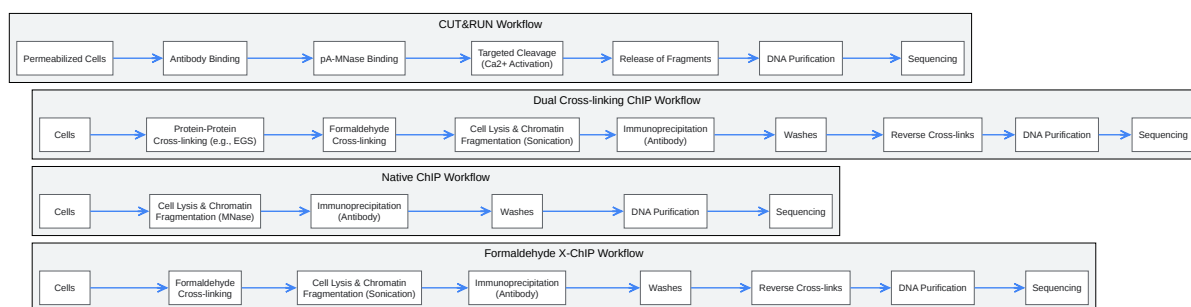 CUT&RUN Workflow
Permeabilized Cells
Antibody Binding
pA-MNase Binding
Targeted Cleavage
(Ca2+ Activation)
Release of Fragments
DNA Purification
Sequencing
Dual Cross-linking ChIP Workflow
Cells
Protein-Protein
Cross-linking (e.g., EGS)
Formaldehyde
Cross-linking
Cell Lysis & Chromatin
Fragmentation (Sonication)
Immunoprecipitation
(Antibody)
Washes
Reverse Cross-links
DNA Purification
Sequencing
Native ChIP Workflow
Cells
Cell Lysis & Chromatin
Fragmentation (MNase)
Immunoprecipitation
(Antibody)
Washes
DNA Purification
Sequencing
Formaldehyde X-ChIP Workflow
Cells
Formaldehyde
Cross-linking
Cell Lysis & Chromatin
Fragmentation (Sonication)
Immunoprecipitation
(Antibody)
Washes
Reverse Cross-links
DNA Purification
Sequencing